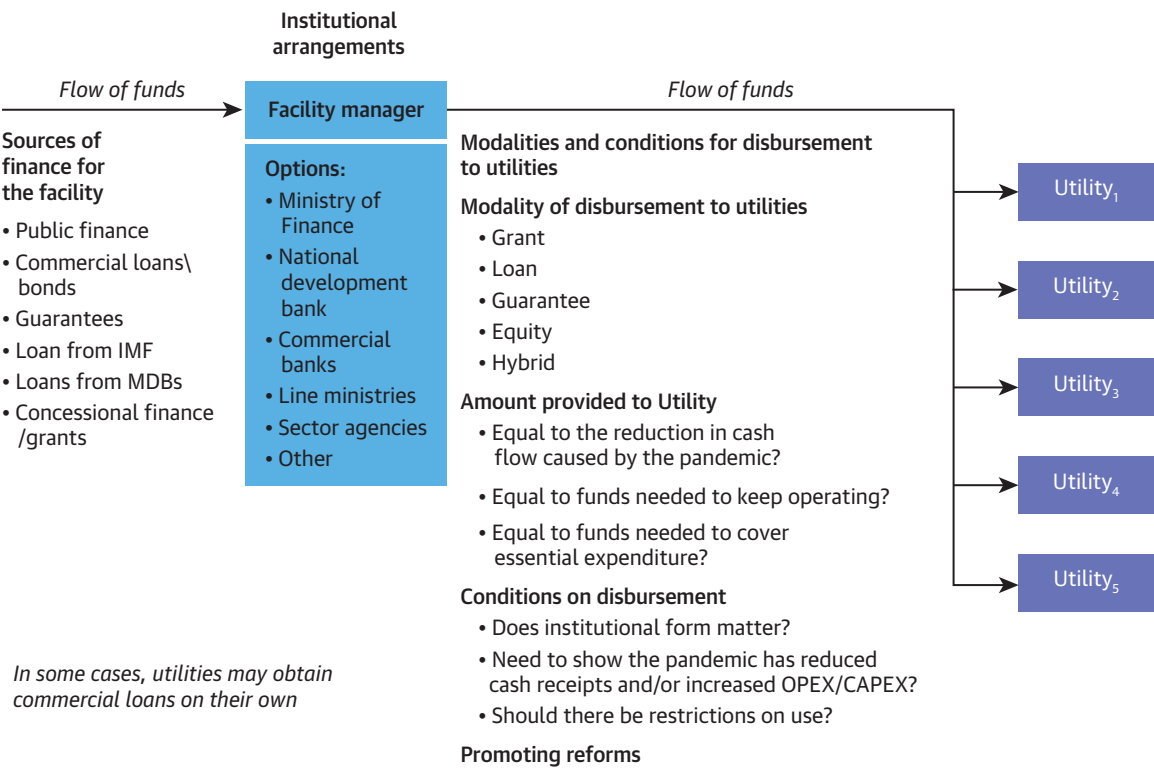 Institutional
arrangements
Flow of funds
Facility manager
Flow of funds
Sources of
finance for
the facility
• Public finance
• Commercial loans\
bonds
• Guarantees
• Loan from IMF
• Loans from MDBs
• Concessional finance
/grants
Options:
• Ministry of
Finance
• National
development
bank
• Commercial
banks
• Line ministries
• Sector agencies
• Other
Modalities and conditions for disbursement
to utilities
Modality of disbursement to utilities
• Grant
• Loan
• Guarantee
• Equity
• Hybrid
Amount provided to Utility
• Equal to the reduction in cash
flow caused by the pandemic?
• Equal to funds needed to keep operating?
• Equal to funds needed to cover
essential expenditure?
Conditions on disbursement
• Does institutional form matter?
• Need to show the pandemic has reduced
cash receipts and/or increased OPEX/CAPEX?
• Should there be restrictions on use?
Promoting reforms
Utility₁
Utility₂
Utility₃
Utility₄
Utility₅
In some cases, utilities may obtain
commercial loans on their own